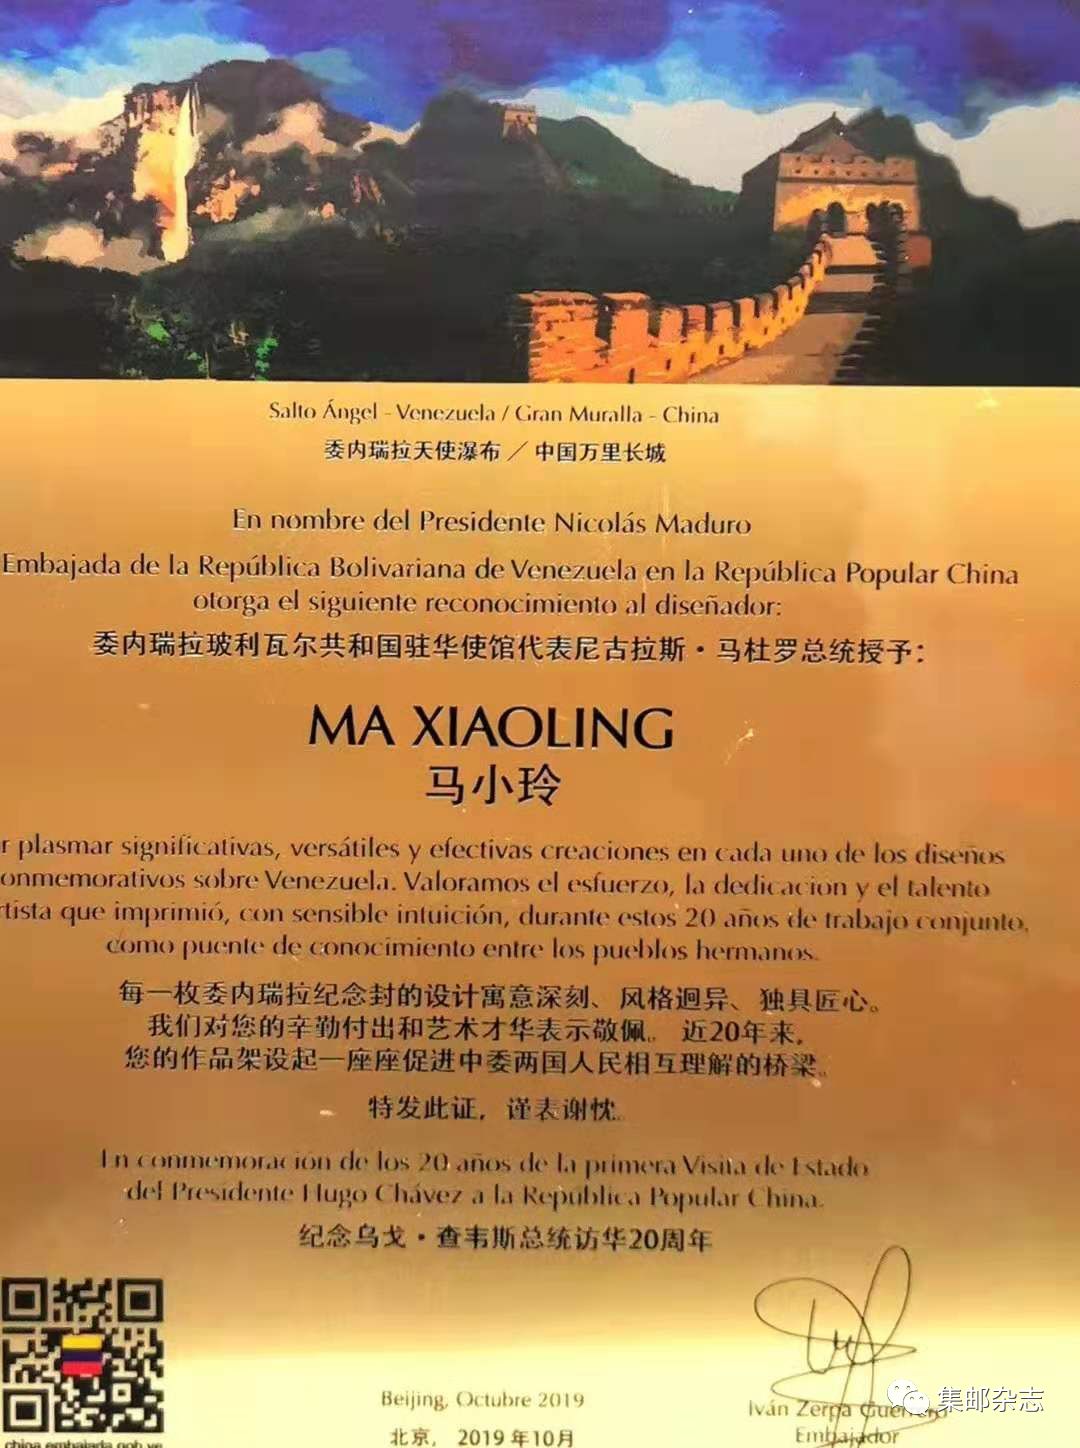 Salto Ángel - Venezuela / Gran Muralla - China
委内瑞拉天使瀑布／中国万里长城
En nombre del Presidente Nicolás Maduro
Embajada de la República Bolivariana de Venezuela en la República Popular China
otorga el siguiente reconocimiento al diseñador:
委内瑞拉玻利瓦尔共和国驻华使馆代表尼古拉斯·马杜罗总统授予：
MA XIAOLING
马小玲
r plasmar significativas, versátiles y efectivas creaciones en cada uno de los diseños
onmemorativos sobre Venezuela. Valoramos el esfuerzo, la dedicacion y el talento
rtista que imprimió, con sensible intuición, durante estos 20 años de trabajo conjunto,
como puente de conocimiento entre los pueblos hermanos.
每一枚委内瑞拉纪念封的设计寓意深刻、风格迥异、独具匠心。
我们对您的辛勤付出和艺术才华表示敬佩。近20年来，
您的作品架设起一座座促进中委两国人民相互理解的桥梁。
特发此证，谨表谢忱。
En conmemoración de los 20 años de la primera Visita de Estado
del Presidente Hugo Chávez a la República Popular China.
纪念乌戈·查韦斯总统访华20周年
Beijing, Octubre 2019
北京，2019年10月
Iván Zerpa Guerrero
Embajador
集邮杂志